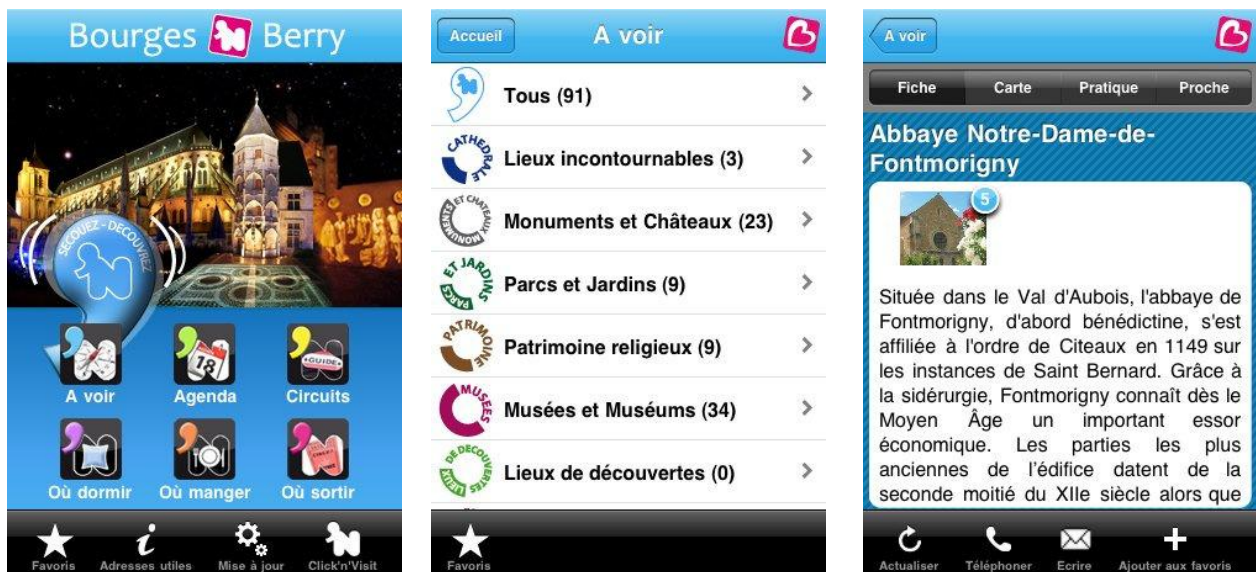 Bourges Berry
SECOUEZ - DECOUVREZ
18
GUIDE
A voir Agenda Circuits
Où dormir Où manger Où sortir
Favoris Adresses utiles Mise à jour Click'n'Visit
Accueil A voir
Tous (91)
CATHEDRALE
Lieux incontournables (3)
MONUMENTS ET CHATEAUX
Monuments et Châteaux (23)
PARCS ET JARDINS
Parcs et Jardins (9)
PATRIMOINE
Patrimoine religieux (9)
MUSÉES
Musées et Muséums (34)
LIEUX DE DECOUVERTES
Lieux de découvertes (0)
Favoris
A voir
Fiche Carte Pratique Proche
Abbaye Notre-Dame-de-
Fontmorigny
5
Située dans le Val d'Aubois, l'abbaye de
Fontmorigny, d'abord bénédictine, s'est
affiliée à l'ordre de Citeaux en 1149 sur
les instances de Saint Bernard. Grâce à
la sidérurgie, Fontmorigny connaît dès le
Moyen Âge un important essor
économique. Les parties les plus
anciennes de l'édifice datent de la
seconde moitié du XIIe siècle alors que
Actualiser Téléphoner Ecrire Ajouter aux favoris